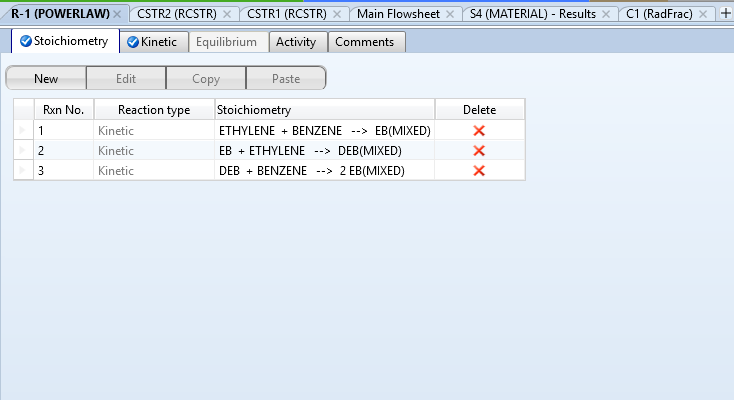 R-1 (POWERLAW) CSTR2 (RCSTR) CSTR1 (RCSTR) Main Flowsheet S4 (MATERIAL) - Results C1 (RadFrac)
Stoichiometry Kinetic Equilibrium Activity Comments
New Edit Copy Paste
Rxn No. Reaction type Stoichiometry Delete
1 Kinetic ETHYLENE + BENZENE --> EB(MIXED)
2 Kinetic EB + ETHYLENE --> DEB(MIXED)
3 Kinetic DEB + BENZENE --> 2 EB(MIXED)